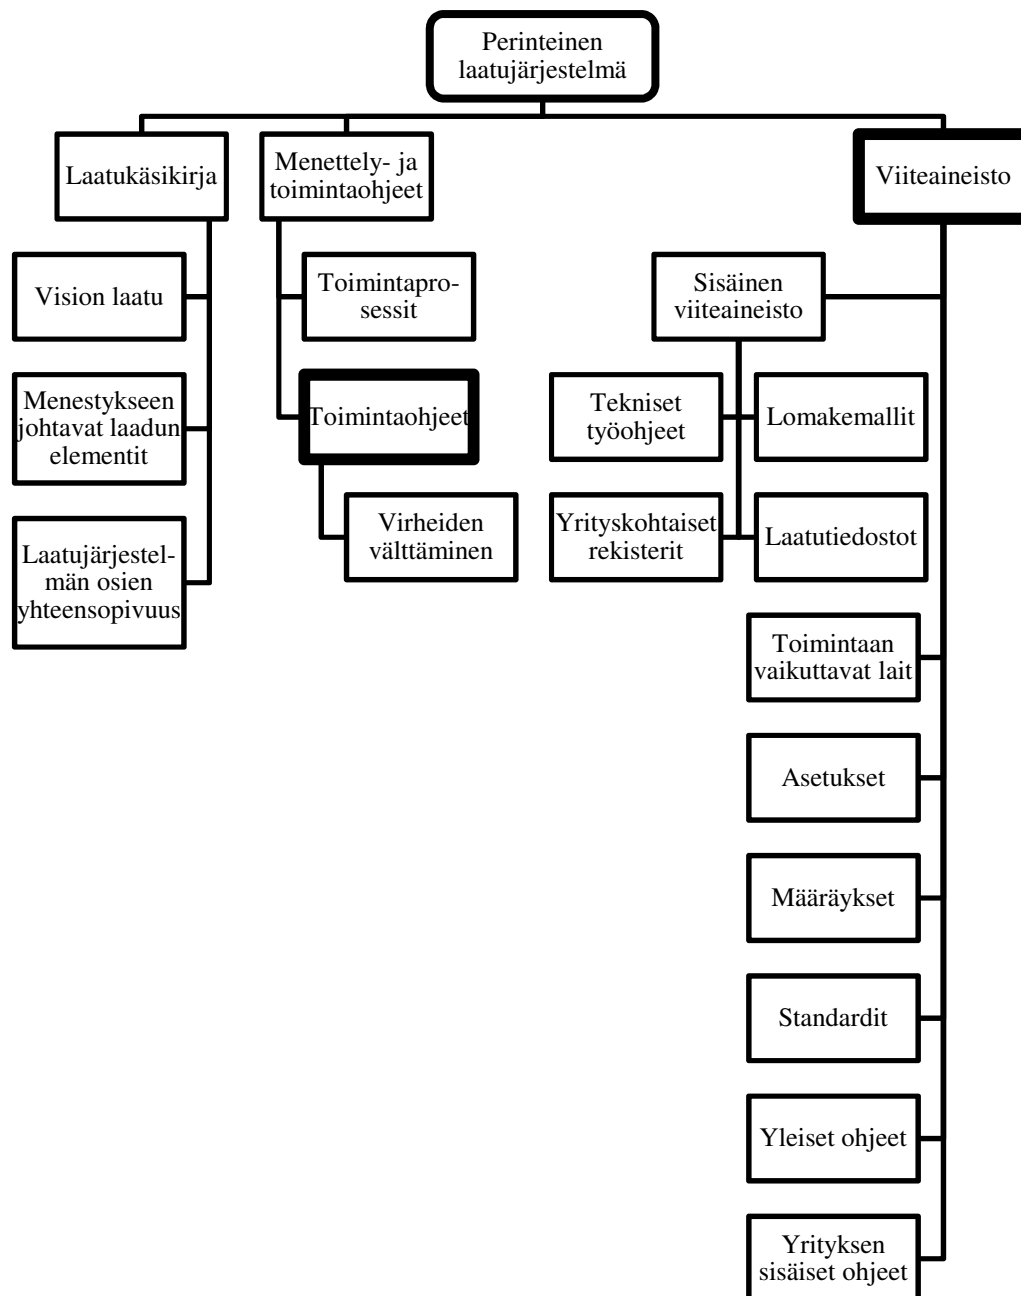 Perinteinen
laatujärjestelmä
Laatukäsikirja
Menettely- ja
toimintaohjeet
Viiteaineisto
Vision laatu
Menestykseen
johtavat laadun
elementit
Laatujärjestel-
män osien
yhteensopivuus
Toimintapro-
sessit
Toimintaohjeet
Virheiden
välttäminen
Sisäinen
viiteaineisto
Tekniset
työohjeet
Lomakemallit
Yrityskohtaiset
rekisterit
Laatutiedostot
Toimintaan
vaikuttavat lait
Asetukset
Määräykset
Standardit
Yleiset ohjeet
Yrityksen
sisäiset ohjeet